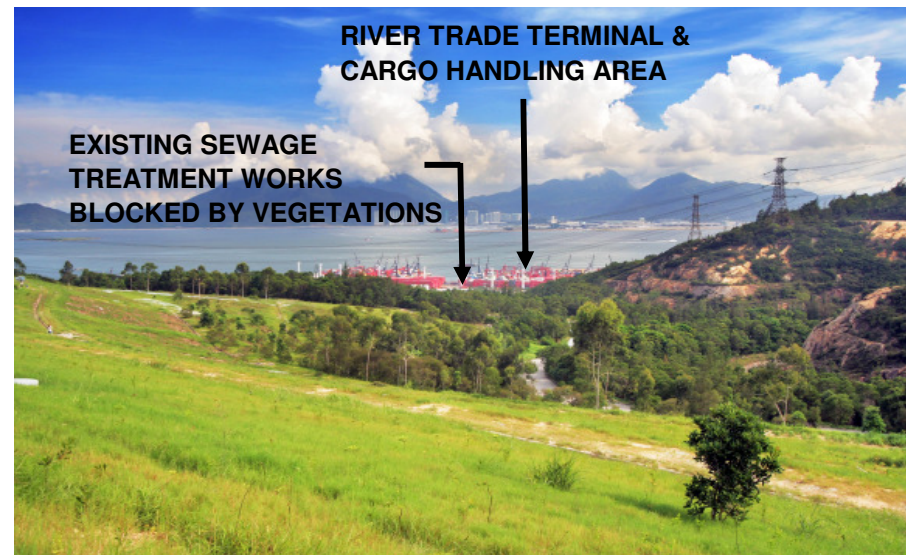 RIVER TRADE TERMINAL &
CARGO HANDLING AREA
EXISTING SEWAGE
TREATMENT WORKS
BLOCKED BY VEGETATIONS